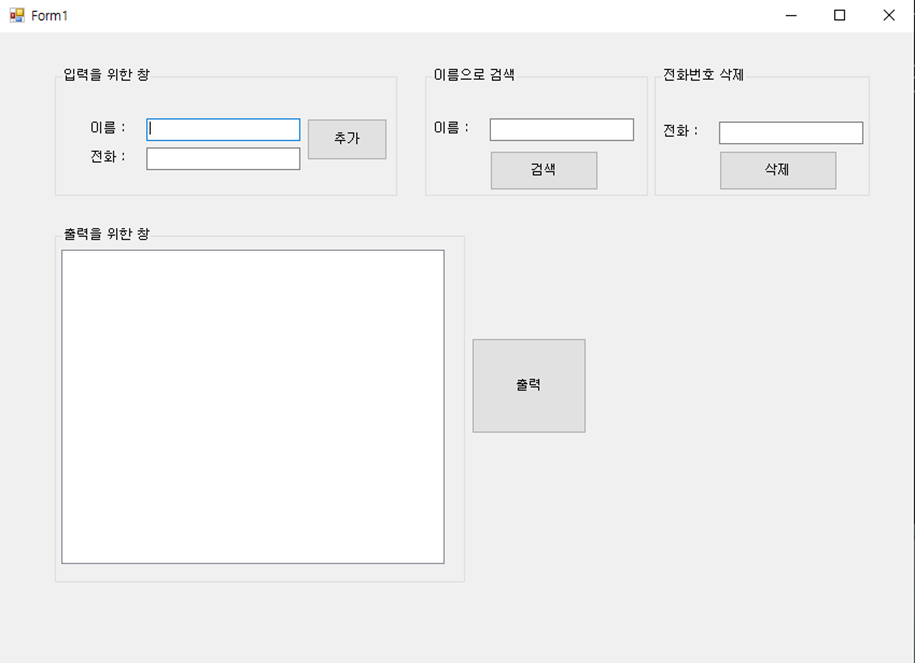 Form1
입력을 위한 창
이름 :
전화 :
추가
이름으로 검색
이름 :
검색
전화번호 삭제
전화 :
삭제
출력을 위한 창
출력